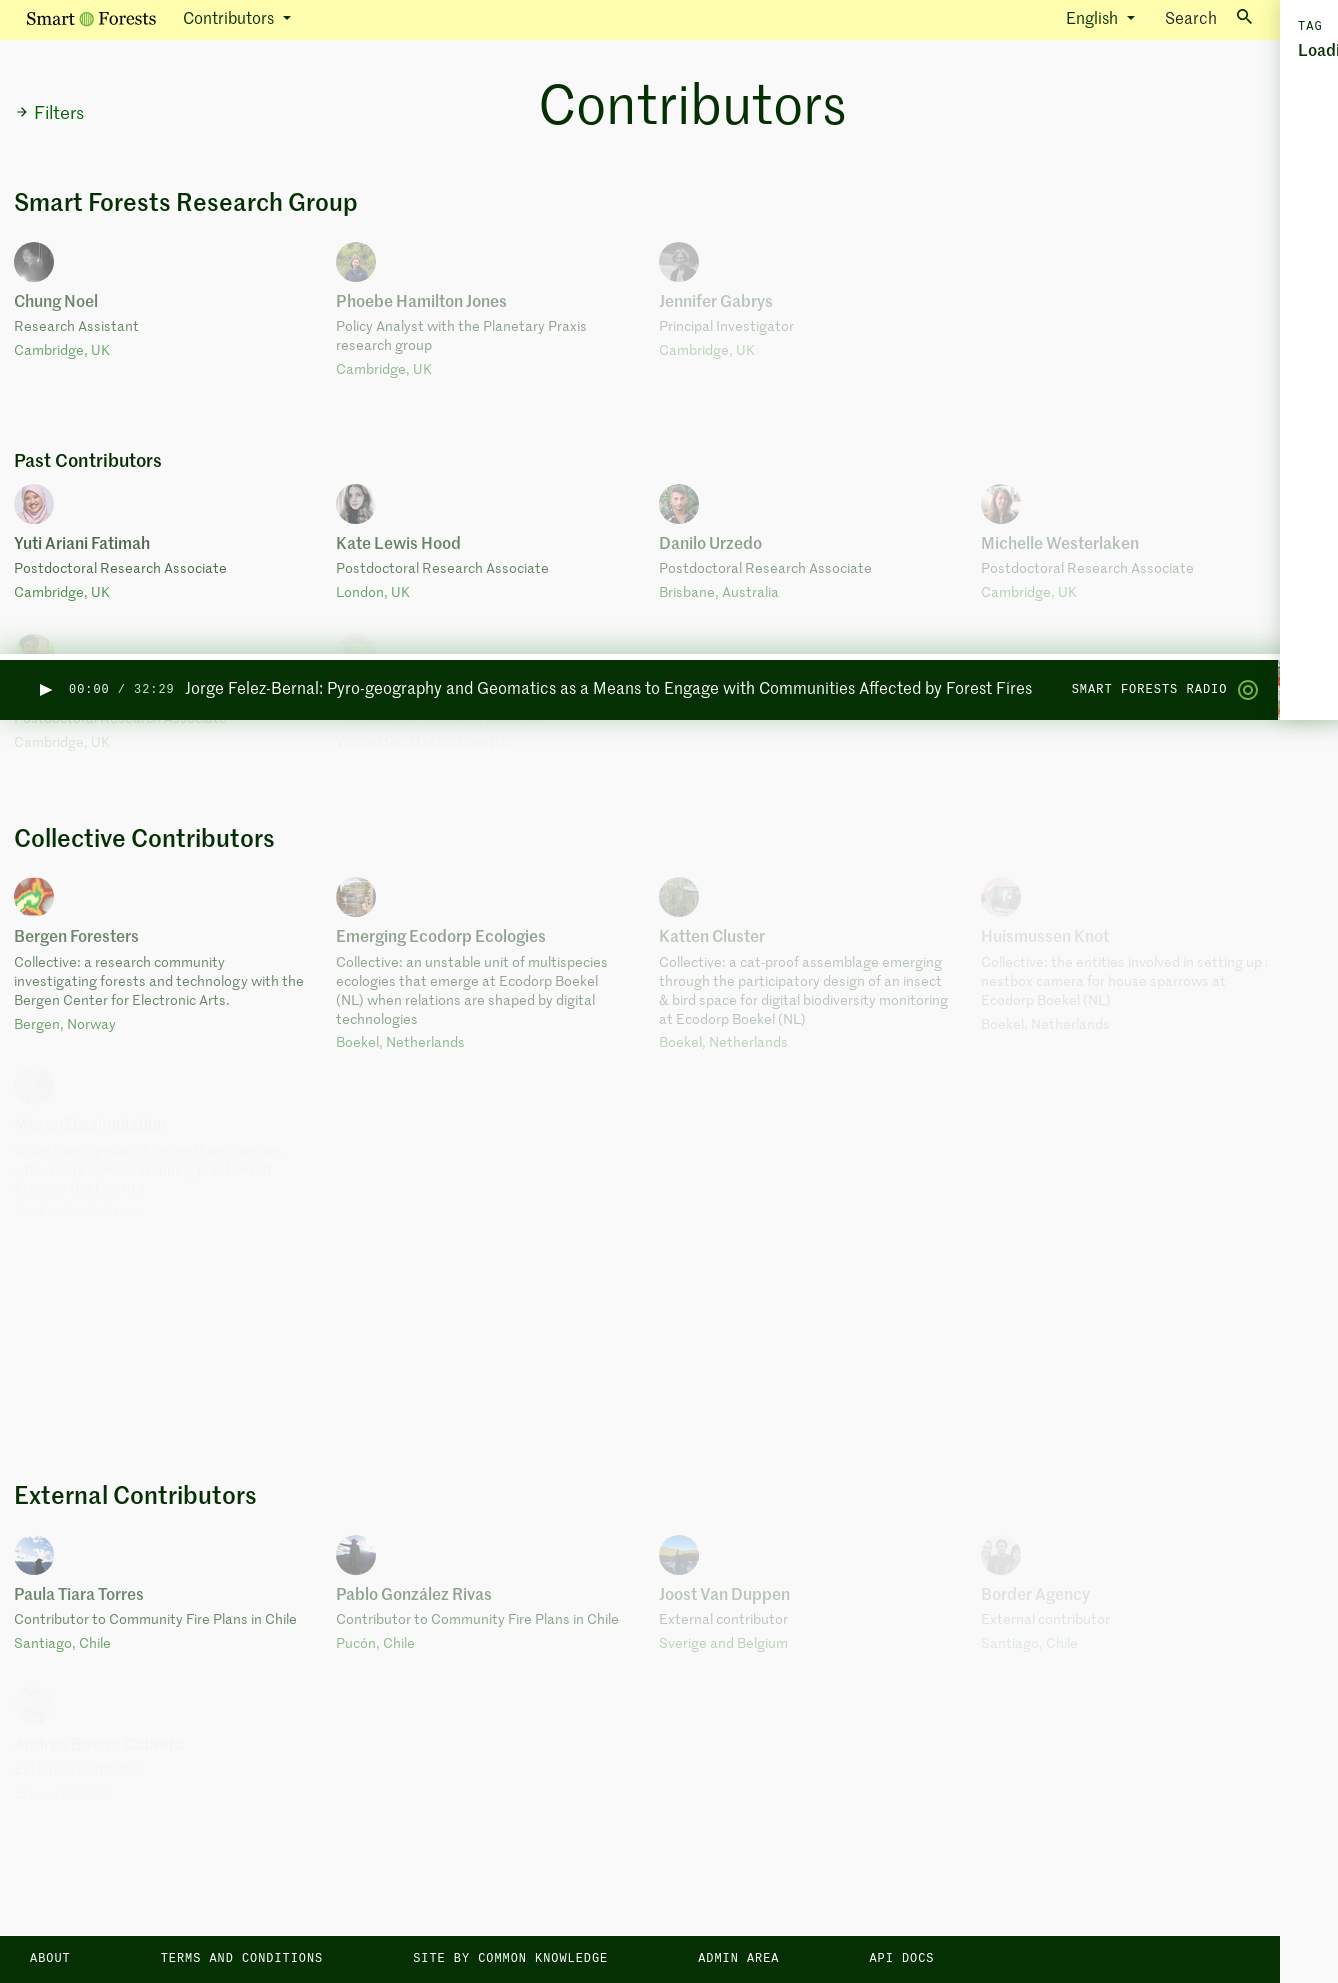 Smart Forests Contributors English Search
TAG
Loadi
Filters
Contributors
Smart Forests Research Group
Chung Noel
Research Assistant
Cambridge, UK
Phoebe Hamilton Jones
Policy Analyst with the Planetary Praxis
research group
Cambridge, UK
Jennifer Gabrys
Principal Investigator
Cambridge, UK
Past Contributors
Yuti Ariani Fatimah
Postdoctoral Research Associate
Cambridge, UK
Kate Lewis Hood
Postdoctoral Research Associate
London, UK
Danilo Urzedo
Postdoctoral Research Associate
Brisbane, Australia
Michelle Westerlaken
Postdoctoral Research Associate
Cambridge, UK
00:00 / 32:29 Jorge Felez-Bernal: Pyro-geography and Geomatics as a Means to Engage with Communities Affected by Forest Fires SMART FORESTS RADIO
Postdoctoral Research Associate
Cambridge, UK
Collective Contributors
Bergen Foresters
Collective: a research community
investigating forests and technology with the
Bergen Center for Electronic Arts.
Bergen, Norway
Emerging Ecodorp Ecologies
Collective: an unstable unit of multispecies
ecologies that emerge at Ecodorp Boekel
(NL) when relations are shaped by digital
technologies
Boekel, Netherlands
Katten Cluster
Collective: a cat-proof assemblage emerging
through the participatory design of an insect
& bird space for digital biodiversity monitoring
at Ecodorp Boekel (NL)
Boekel, Netherlands
Huismussen Knot
Collective: the entities involved in setting up
nestbox camera for house sparrows at
Ecodorp Boekel (NL)
Boekel, Netherlands
External Contributors
Paula Tiara Torres
Contributor to Community Fire Plans in Chile
Santiago, Chile
Pablo González Rivas
Contributor to Community Fire Plans in Chile
Pucón, Chile
Joost Van Duppen
External contributor
Sverige and Belgium
Border Agency
External contributor
Santiago, Chile
Andrea Botero Cabrera
ABOUT TERMS AND CONDITIONS SITE BY COMMON KNOWLEDGE ADMIN AREA API DOCS